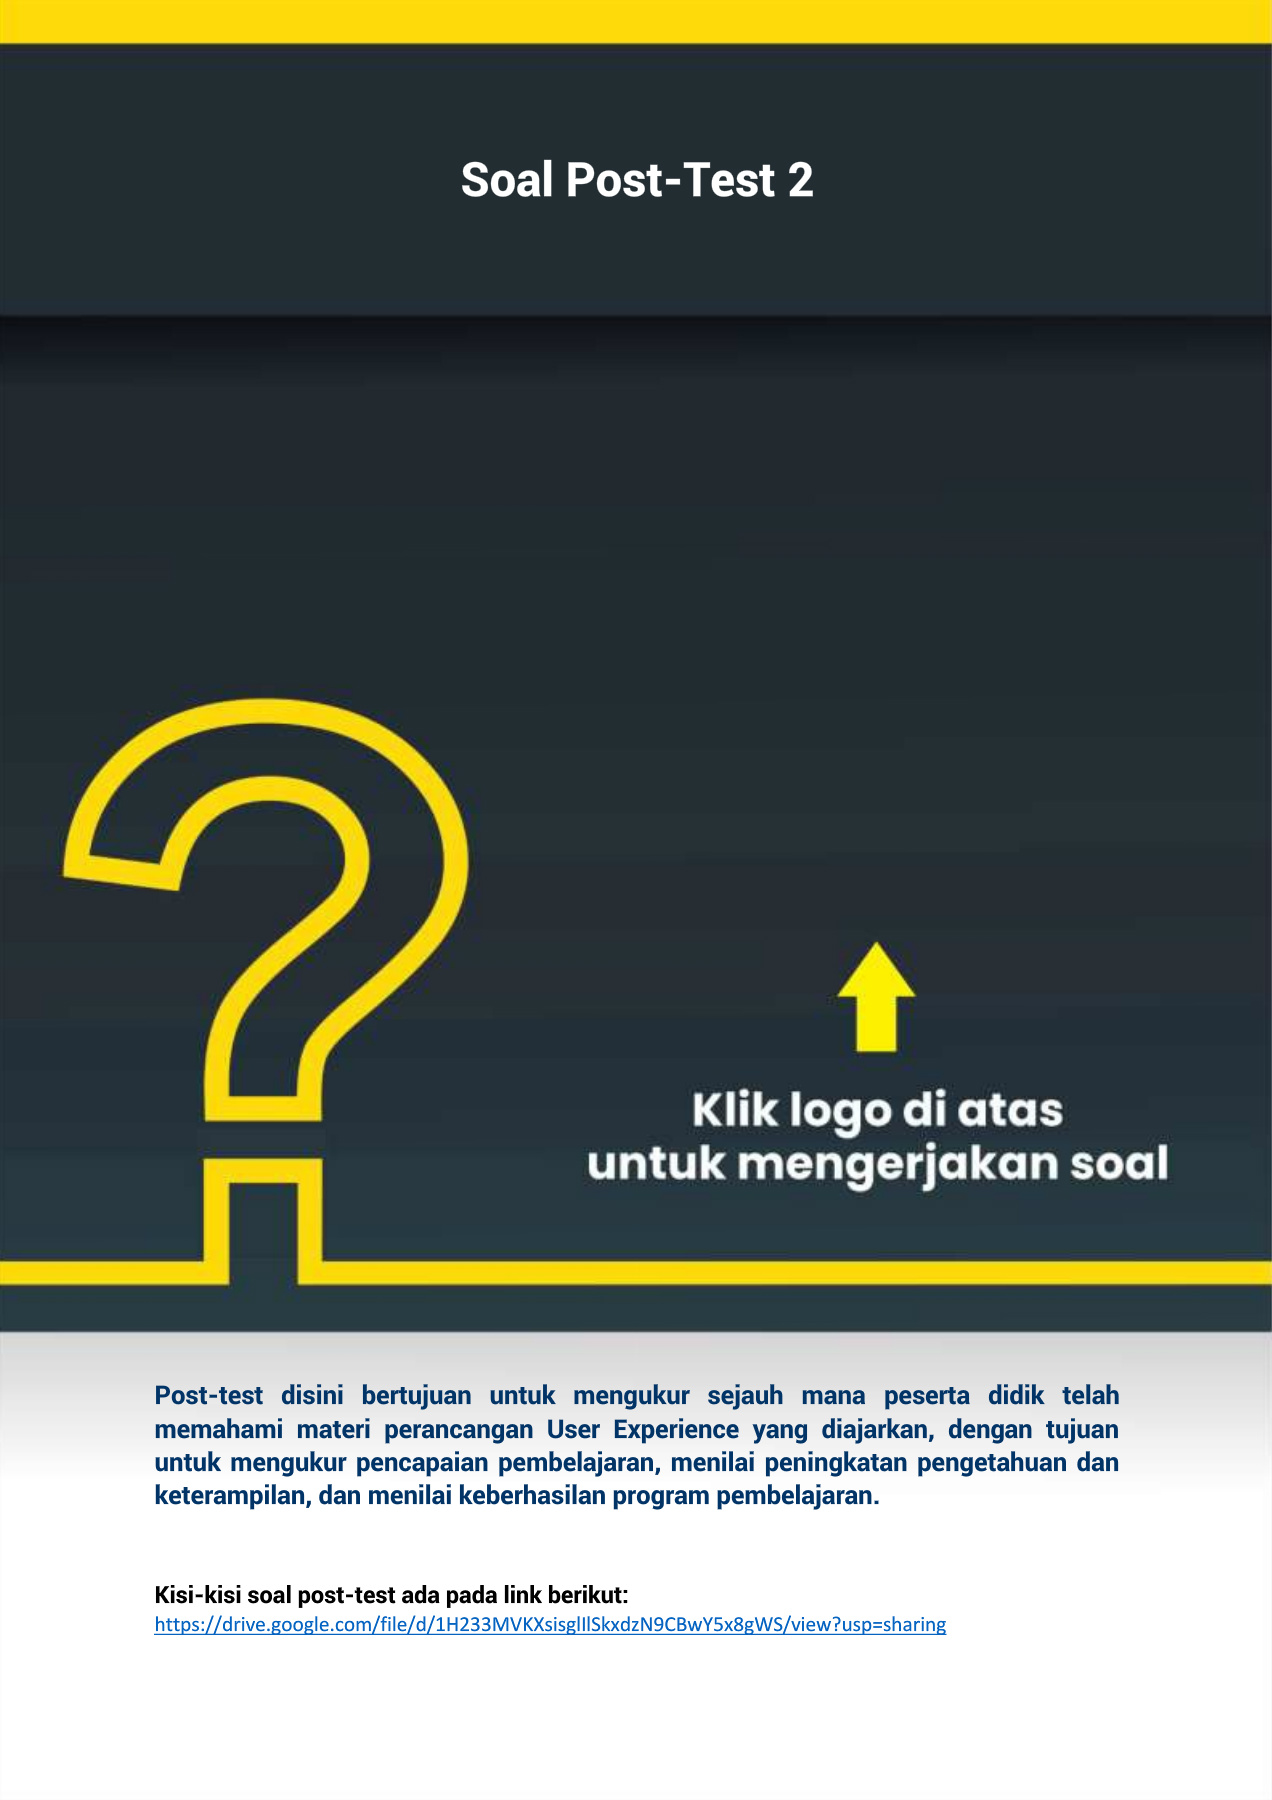 Soal Post-Test 2
Klik logo di atas
untuk mengerjakan soal
Post-test disini bertujuan untuk mengukur sejauh mana peserta didik telah
memahami materi perancangan User Experience yang diajarkan, dengan tujuan
untuk mengukur pencapaian pembelajaran, menilai peningkatan pengetahuan dan
keterampilan, dan menilai keberhasilan program pembelajaran.
Kisi-kisi soal post-test ada pada link berikut:
https://drive.google.com/file/d/1H233MVKXsisglIlSkxdzN9CBwY5x8gWS/view?usp=sharing